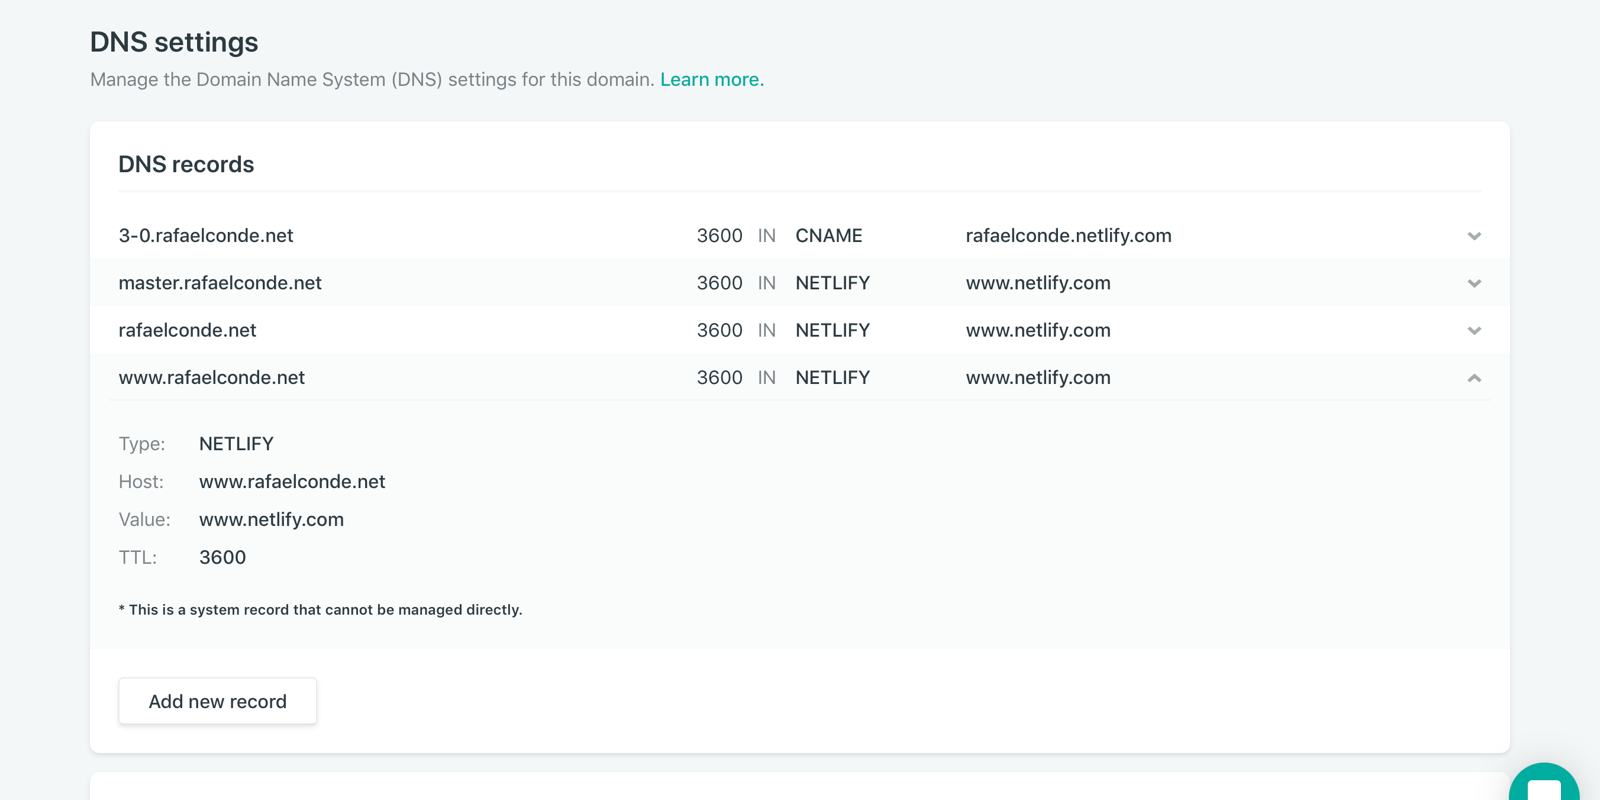 DNS settings
Manage the Domain Name System (DNS) settings for this domain. Learn more.
DNS records
3-0.rafaelconde.net 3600 IN CNAME rafaelconde.netlify.com
master.rafaelconde.net 3600 IN NETLIFY www.netlify.com
rafaelconde.net 3600 IN NETLIFY www.netlify.com
www.rafaelconde.net 3600 IN NETLIFY www.netlify.com
Type: NETLIFY
Host: www.rafaelconde.net
Value: www.netlify.com
TTL: 3600
* This is a system record that cannot be managed directly.
Add new record